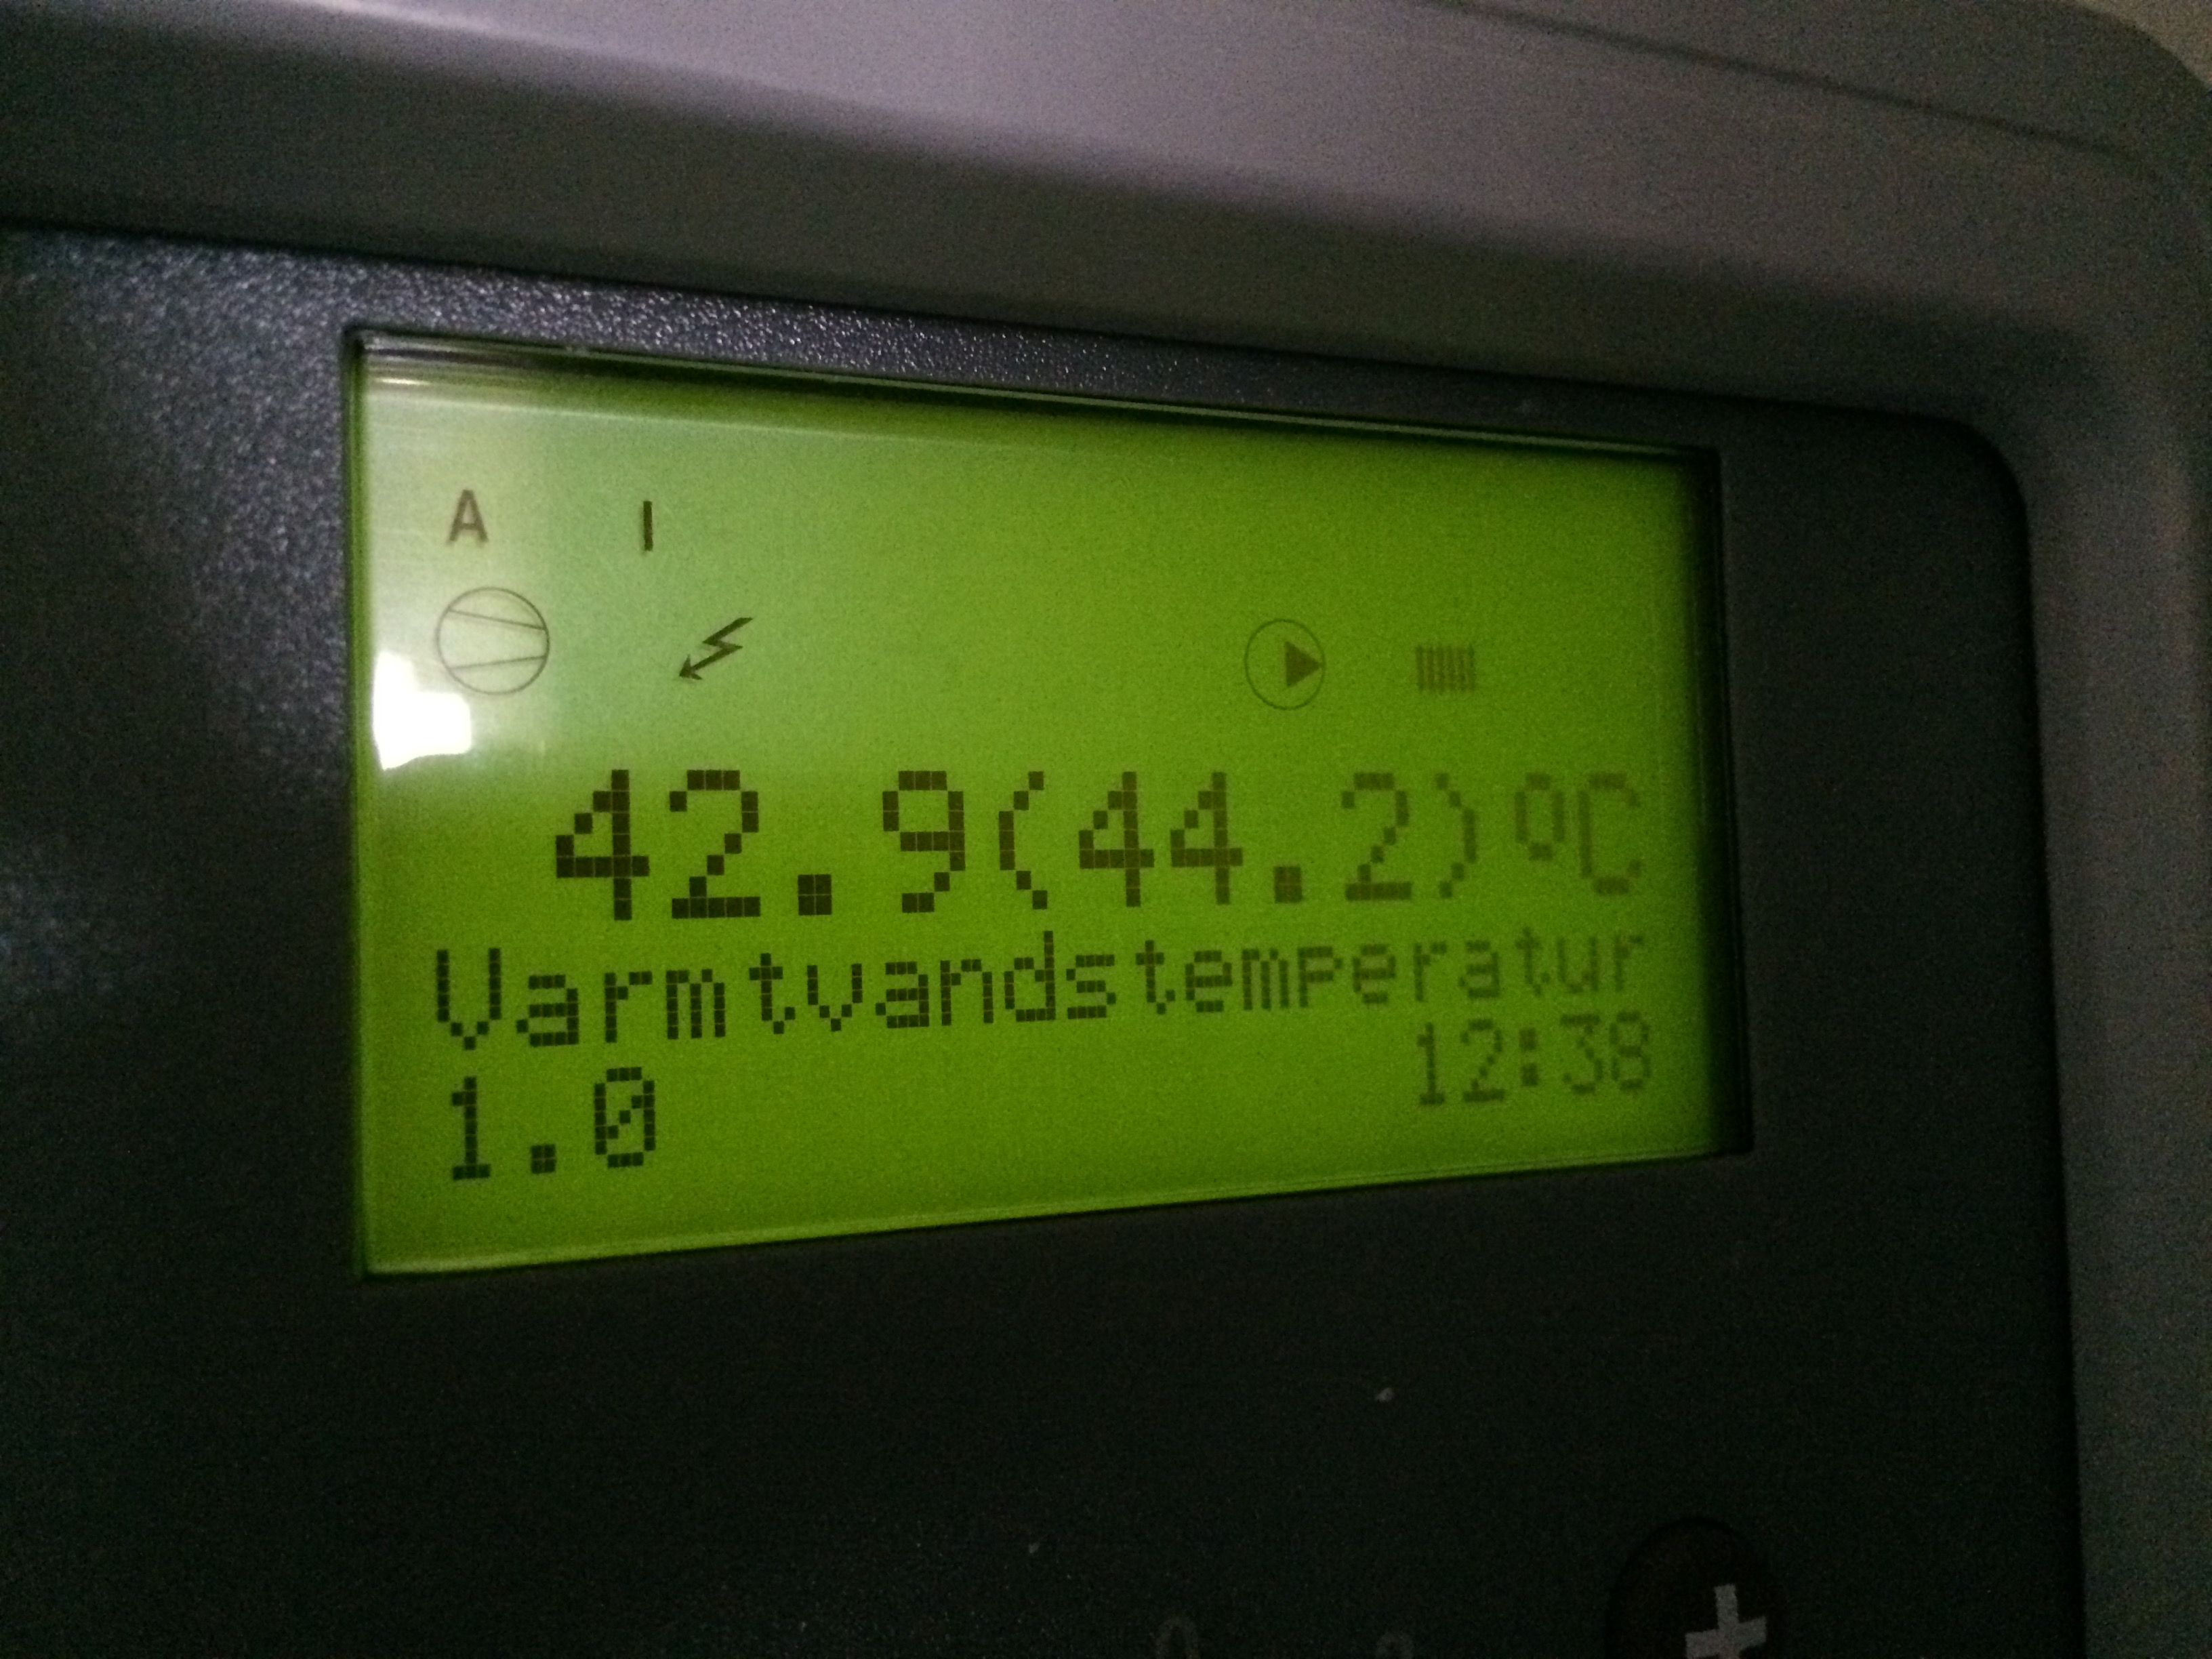 A I
42.9(44.2)°C
Varmtvandstemperatur
12:38
1.0
+